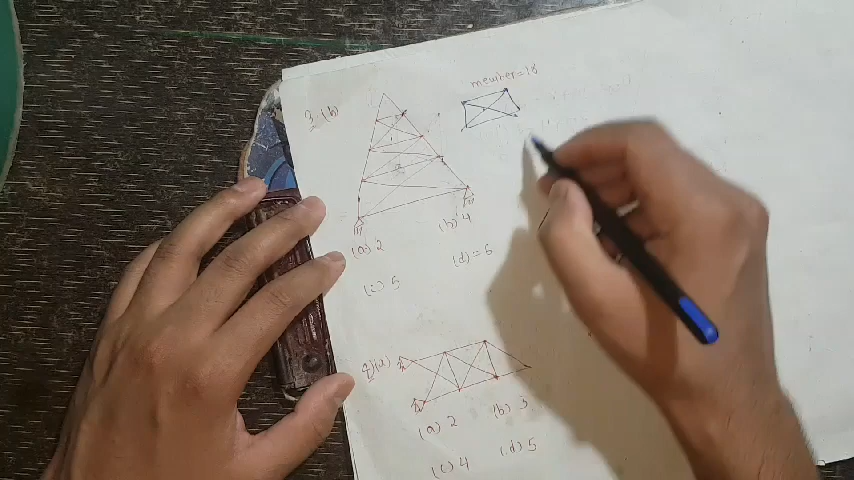 member = 18
3. (b)
(a) 2
(b) 4
(c) 5
(d) = 6
4) (a)
(a) 2
(b) 3
(c) 4
(d) 5